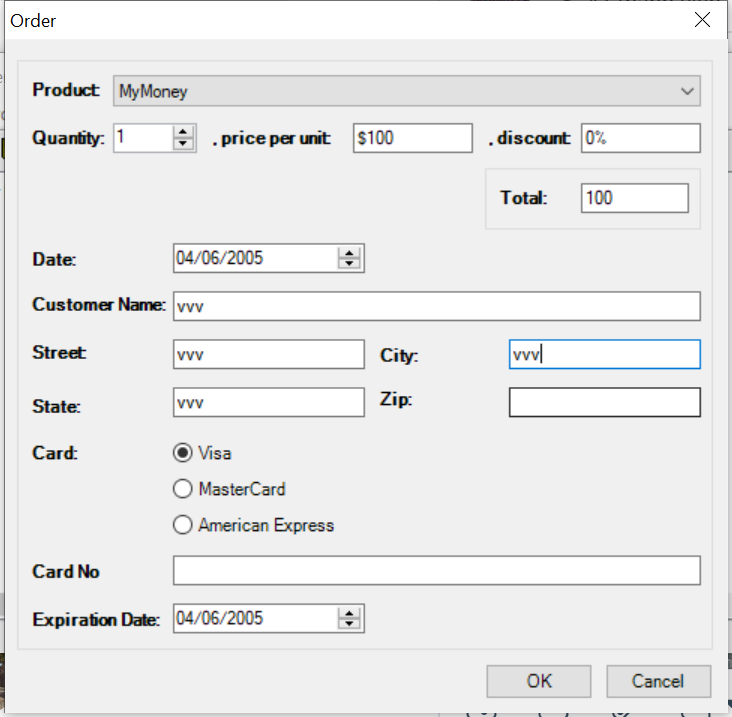 Order
Product: MyMoney
Quantity: 1 , price per unit: $100 , discount: 0%
Total: 100
Date: 04/06/2005
Customer Name: vvv
Street: vvv City: vvv
State: vvv Zip:
Card: Visa
MasterCard
American Express
Card No
Expiration Date: 04/06/2005
OK Cancel